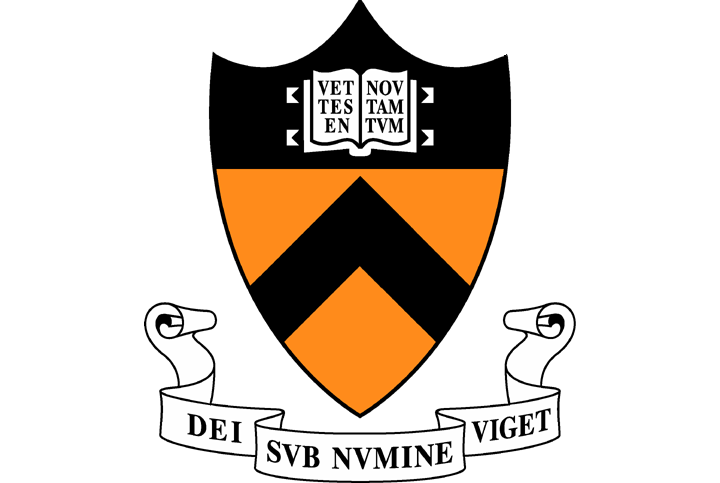 VET NOV
TES TAM
EN TVM
DEI SVB NVMINE VIGET